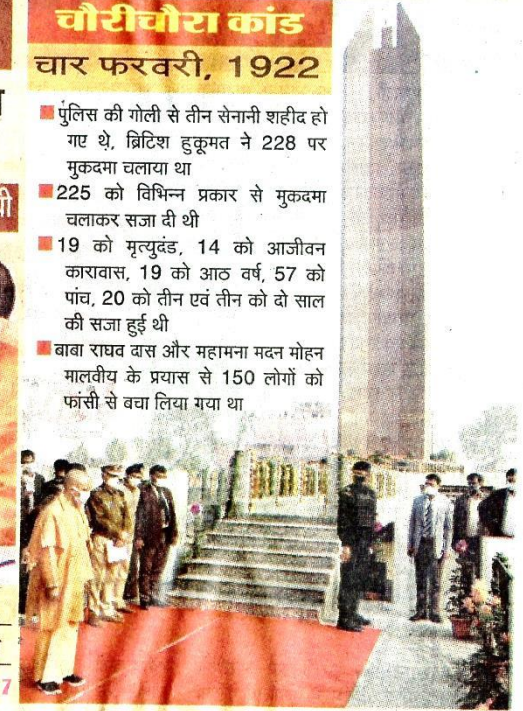 चौरीचौरा कांड
चार फरवरी, 1922
पुलिस की गोली से तीन सेनानी शहीद हो
गए थे, ब्रिटिश हुकूमत ने 228 पर
मुकदमा चलाया था
225 को विभिन्न प्रकार से मुकदमा
चलाकर सजा दी थी
19 को मृत्युदंड, 14 को आजीवन
कारावास, 19 को आठ वर्ष, 57 को
पांच, 20 को तीन एवं तीन को दो साल
की सजा हुई थी
बाबा राघव दास और महामना मदन मोहन
मालवीय के प्रयास से 150 लोगों को
फांसी से बचा लिया गया था
7